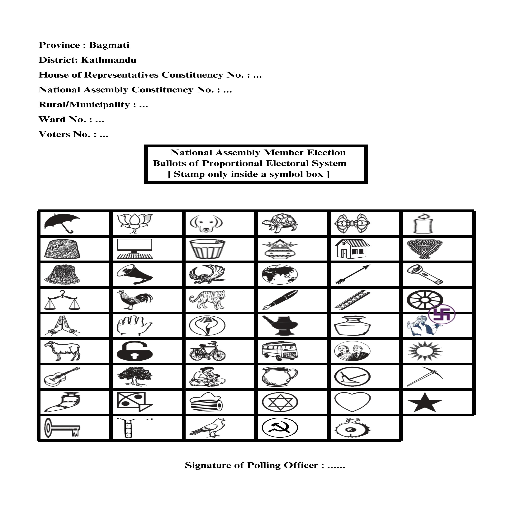 Province : Bagmati
District: Kathmandu
House of Representatives Constituency No. : ...
National Assembly Constituency No. : ...
Rural/Municipality : ...
Ward No. : ...
Voters No. : ...
National Assembly Member Election
Ballots of Proportional Electoral System
[ Stamp only inside a symbol box ]
Signature of Polling Officer : ......